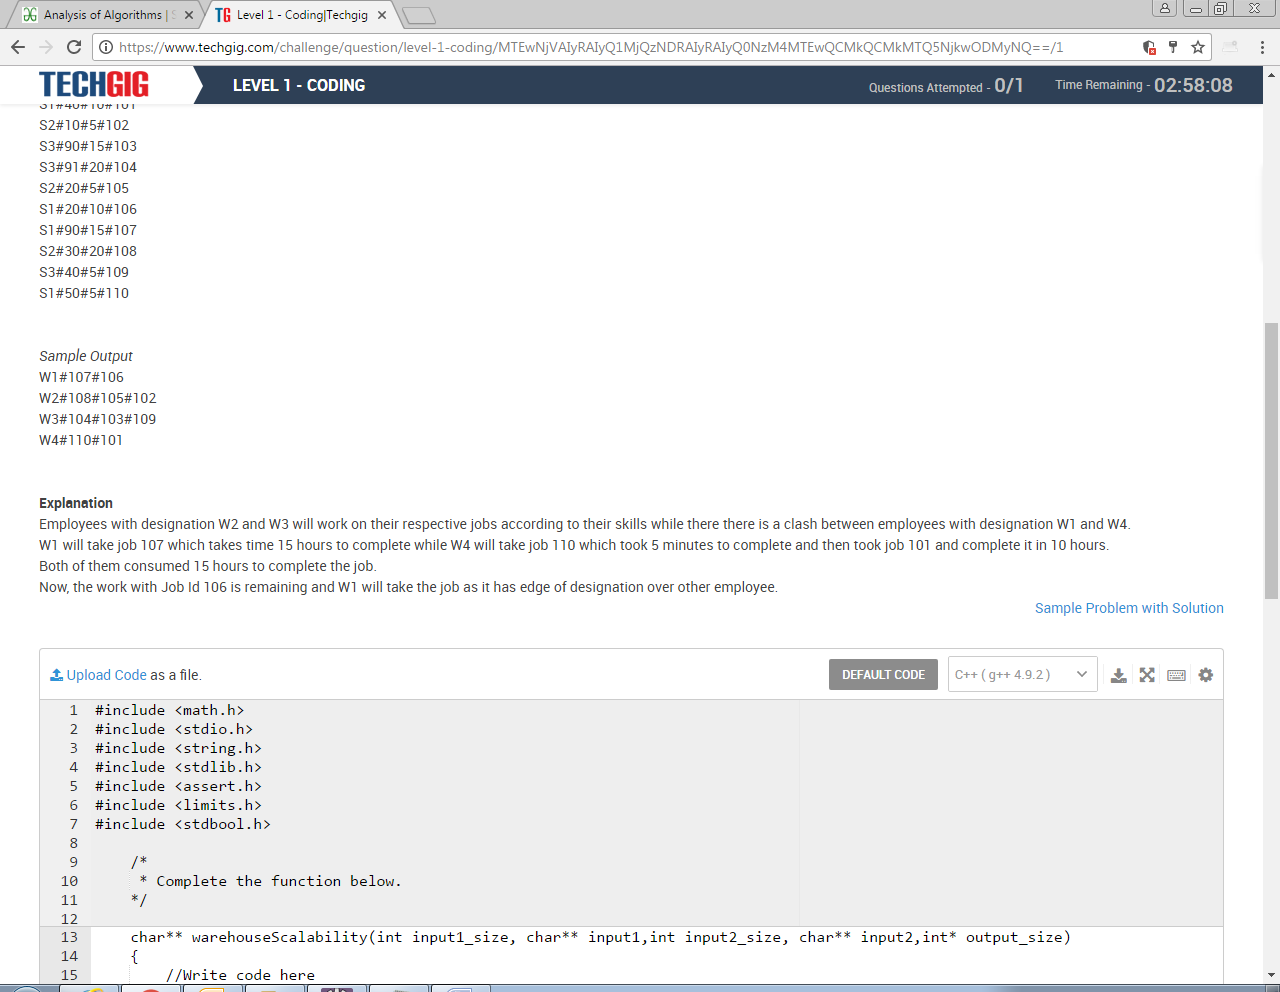 Analysis of Algorithms | S
Level 1 - Coding|Techgig
https://www.techgig.com/challenge/question/level-1-coding/MTEwNjVAIyRAIyQ1MjQzNDRAIyRAIyQ0NzM4MTEwQCMkQCMkMTQ5NjkwODMyNQ==/1
TECHGIG
LEVEL 1 - CODING
Questions Attempted - 0/1
Time Remaining - 02:58:08
S1#40#10#101
S2#10#5#102
S3#90#15#103
S3#91#20#104
S2#20#5#105
S1#20#10#106
S1#90#15#107
S2#30#20#108
S3#40#5#109
S1#50#5#110
Sample Output
W1#107#106
W2#108#105#102
W3#104#103#109
W4#110#101
Explanation
Employees with designation W2 and W3 will work on their respective jobs according to their skills while there there is a clash between employees with designation W1 and W4.
W1 will take job 107 which takes time 15 hours to complete while W4 will take job 110 which took 5 minutes to complete and then took job 101 and complete it in 10 hours.
Both of them consumed 15 hours to complete the job.
Now, the work with Job Id 106 is remaining and W1 will take the job as it has edge of designation over other employee.
Sample Problem with Solution
Upload Code as a file.
DEFAULT CODE
C++ ( g++ 4.9.2 )
1 #include <math.h>
2 #include <stdio.h>
3 #include <string.h>
4 #include <stdlib.h>
5 #include <assert.h>
6 #include <limits.h>
7 #include <stdbool.h>
8
9 /*
10 * Complete the function below.
11 */
12
13 char** warehouseScalability(int input1_size, char** input1,int input2_size, char** input2,int* output_size)
14 {
15 //Write code here